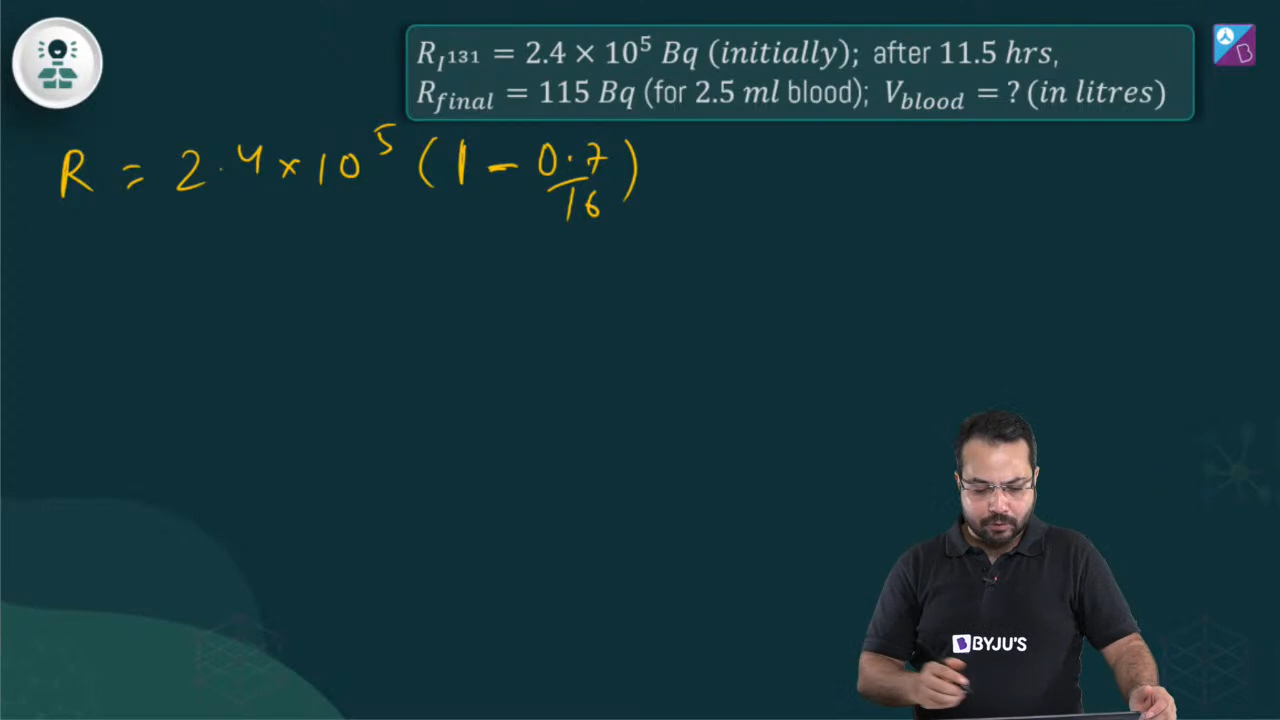 R_{I^{131}} = 2.4 × 10^5 Bq (initially); after 11.5 hrs,
R_{final} = 115 Bq (for 2.5 ml blood); V_{blood} = ? (in litres)
R = 2.4 × 10^5 (1 - 0.7/16)
B
BYJU'S